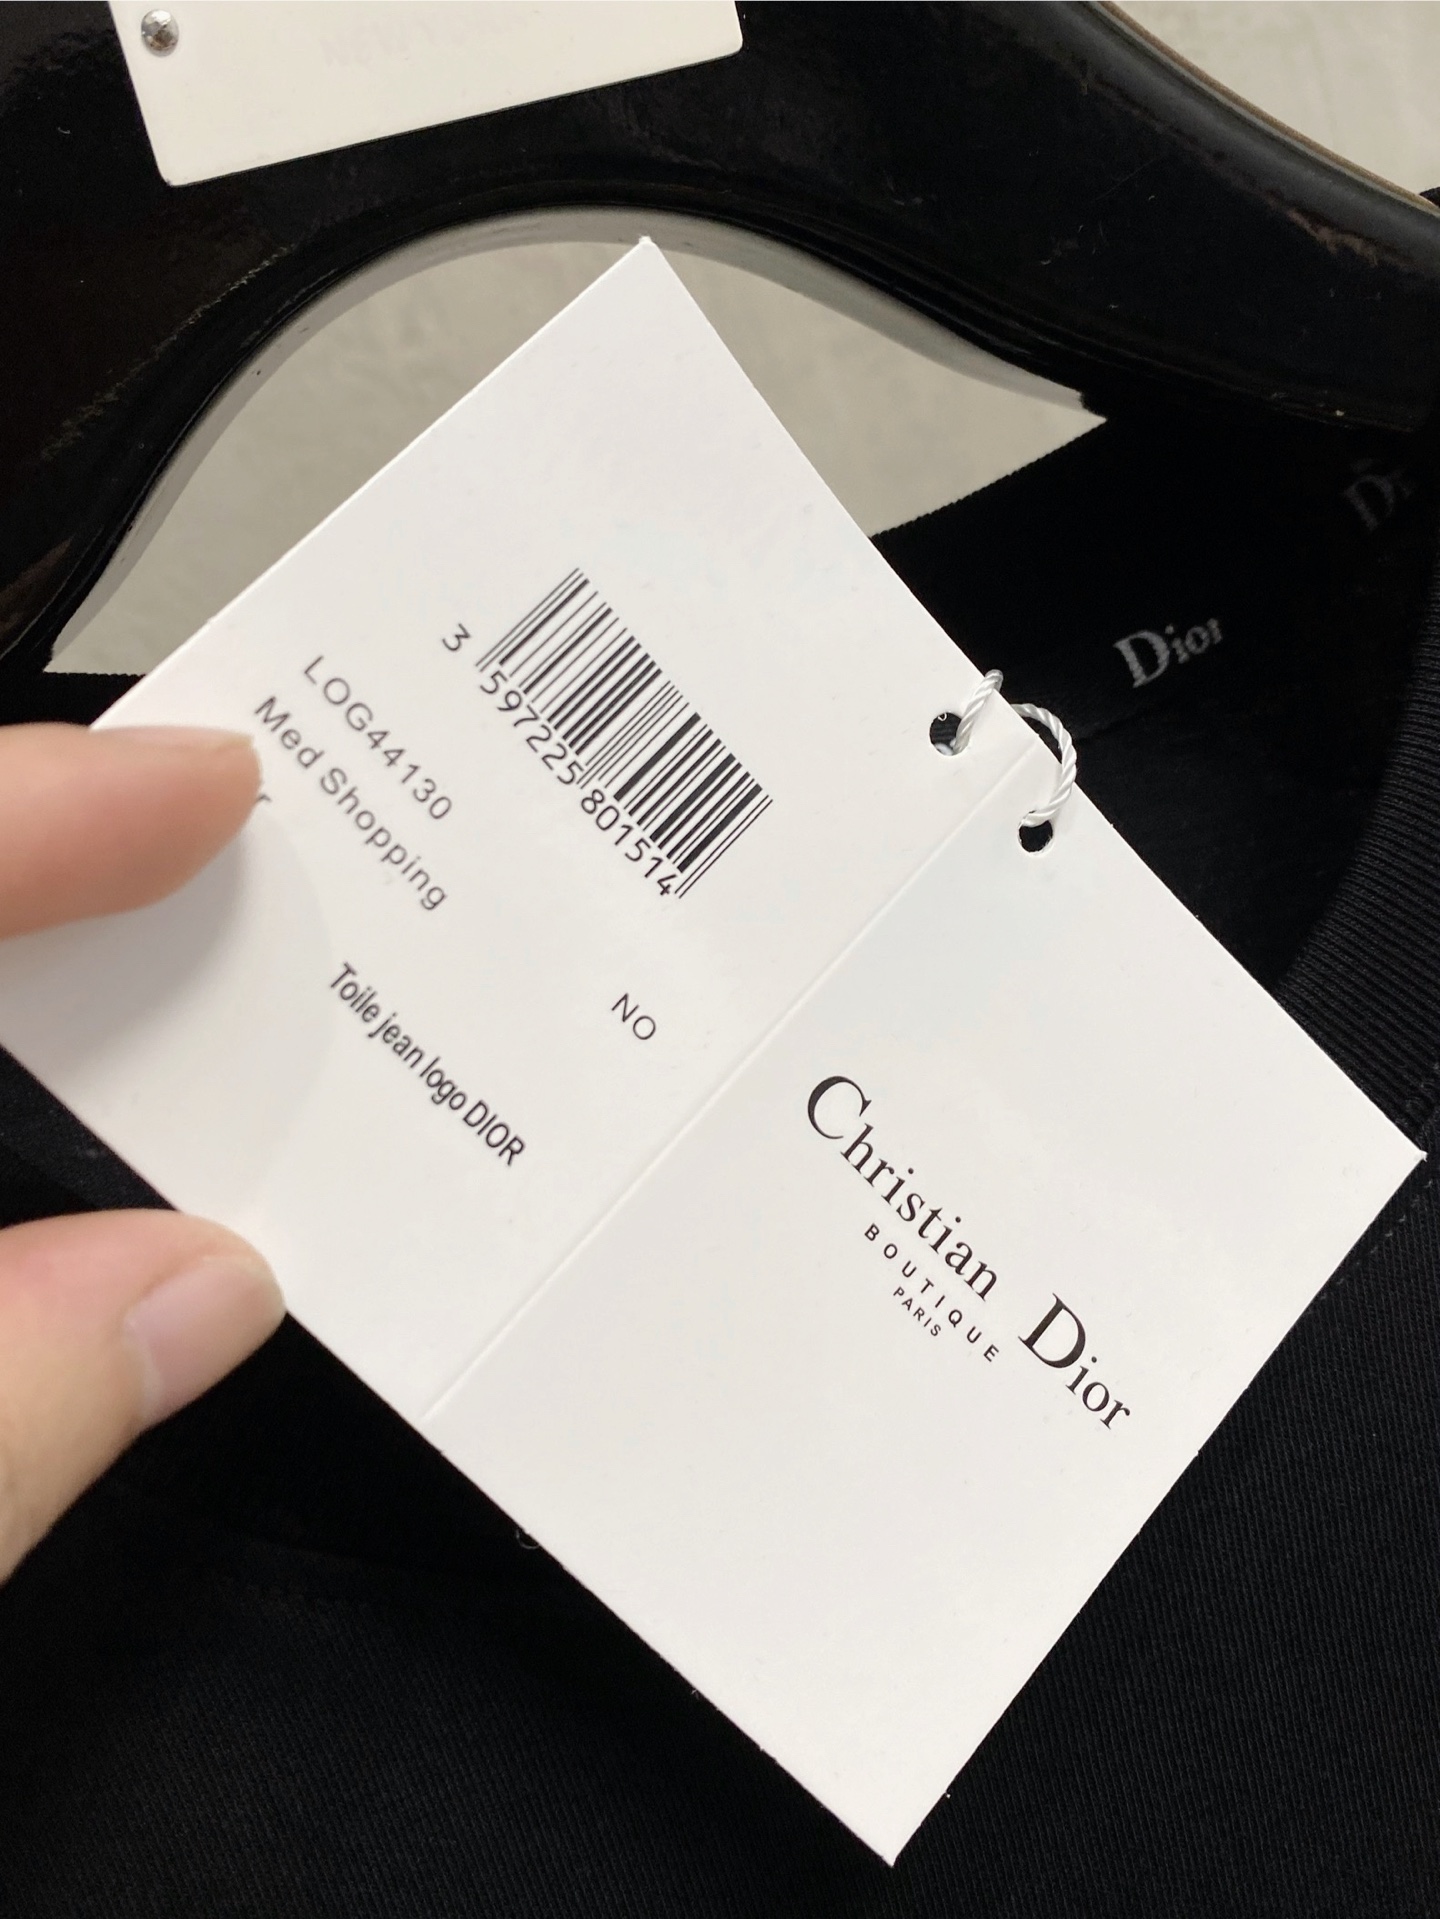 3 597225 801514
LOG44130
Med Shopping
NO
Toile jean logo DIOR
Christian Dior
BOUTIQUE
PARIS
Dior